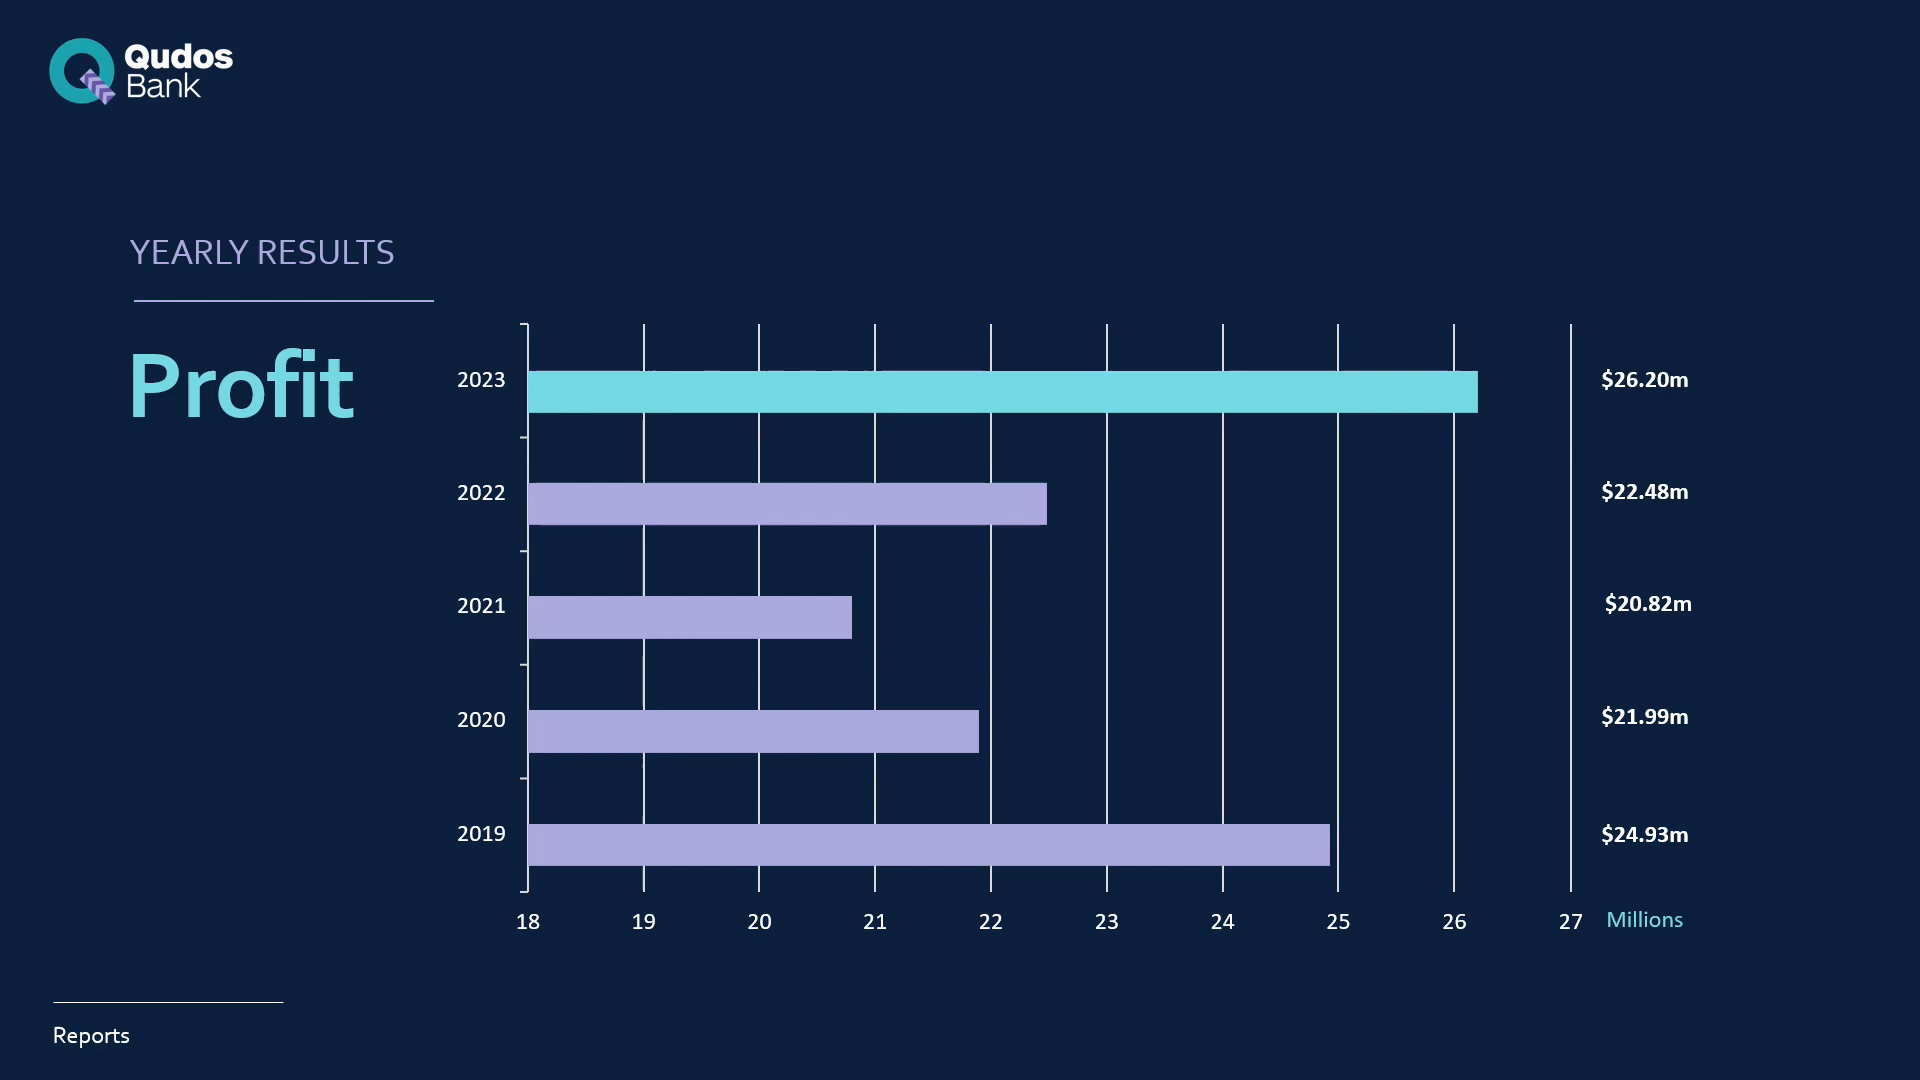 Qudos
Bank
YEARLY RESULTS
Profit
2023 $26.20m
2022 $22.48m
2021 $20.82m
2020 $21.99m
2019 $24.93m
18 19 20 21 22 23 24 25 26 27 Millions
Reports